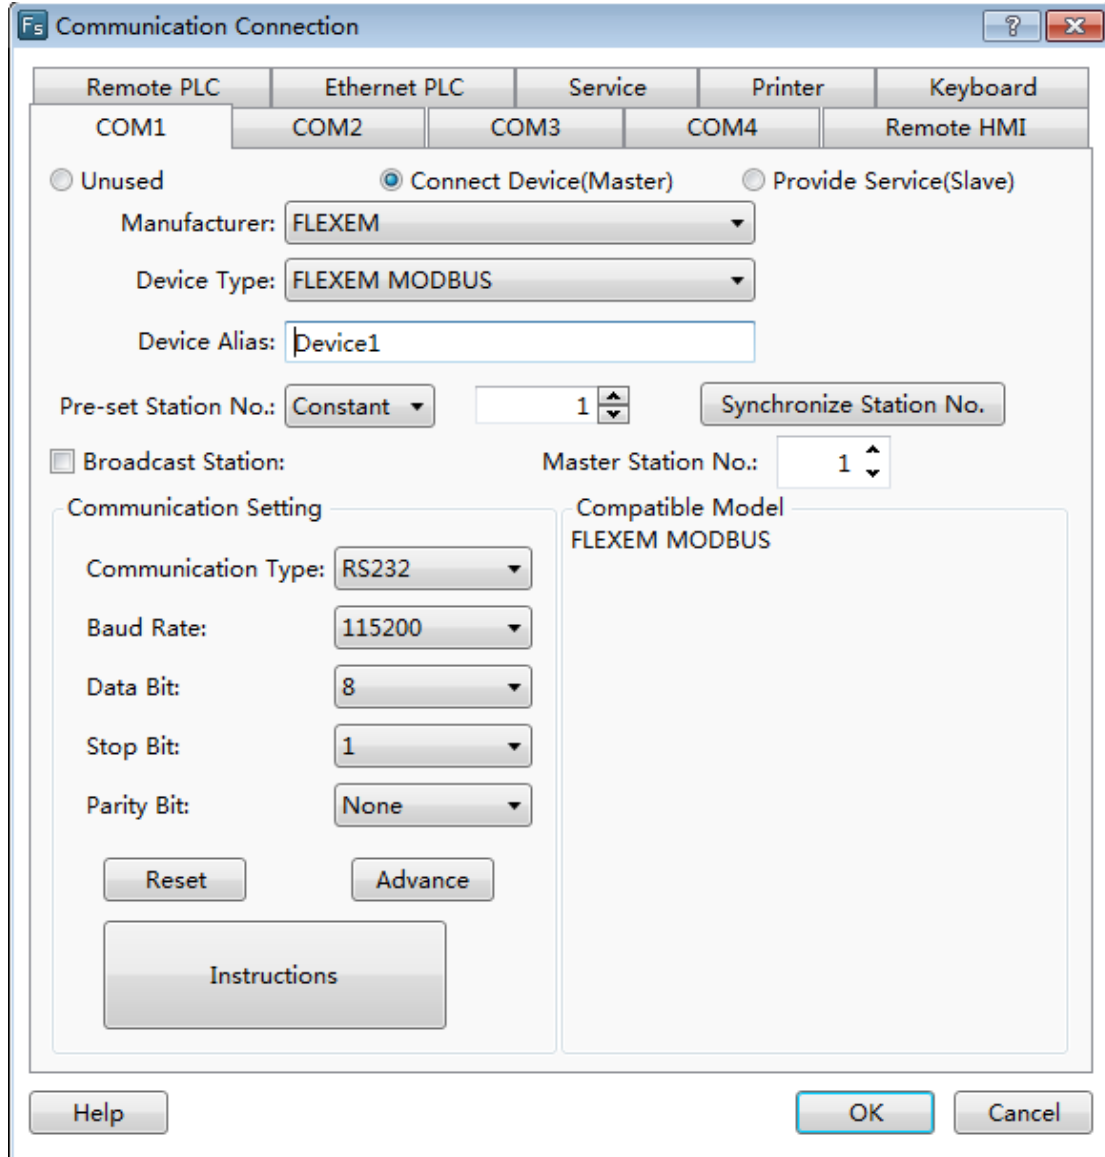 Fs Communication Connection
Remote PLC Ethernet PLC Service Printer Keyboard
COM1 COM2 COM3 COM4 Remote HMI
Unused Connect Device(Master) Provide Service(Slave)
Manufacturer: FLEXEM
Device Type: FLEXEM MODBUS
Device Alias: Device1
Pre-set Station No.: Constant 1 Synchronize Station No.
Broadcast Station: Master Station No.: 1
Communication Setting Compatible Model
FLEXEM MODBUS
Communication Type: RS232
Baud Rate: 115200
Data Bit: 8
Stop Bit: 1
Parity Bit: None
Reset Advance
Instructions
Help OK Cancel